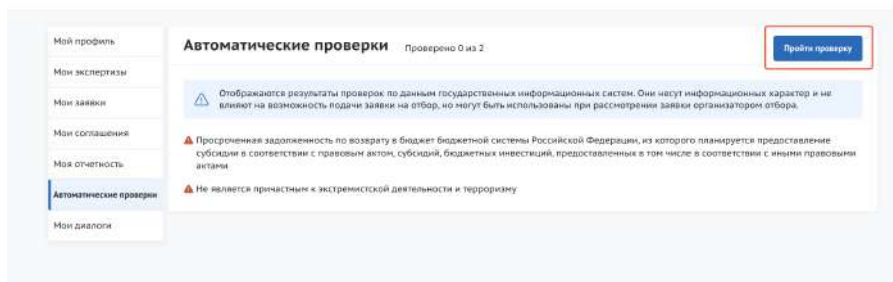 Мой профиль
Автоматические проверки Проверено 0 из 2
Пройти проверку
Мои экспертизы
Мои заявки
Отображаются результаты проверок по данным государственных информационных систем. Они несут информационных характер и не
влияют на возможность подачи заявки на отбор, но могут быть использованы при рассмотрении заявки организатором отбора.
Мои соглашения
Просроченная задолженность по возврату в бюджет бюджетной системы Российской Федерации, из которого планируется предоставление
субсидии в соответствии с правовым актом, субсидий, бюджетных инвестиций, предоставленных в том числе в соответствии с иными правовыми
актами
Моя отчетность
Автоматические проверки
Не является причастным к экстремистской деятельности и терроризму
Мои диалоги